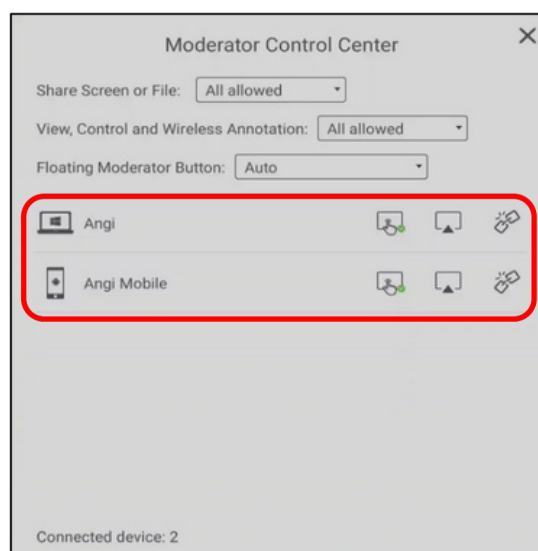 Moderator Control Center
Share Screen or File: All allowed
View, Control and Wireless Annotation: All allowed
Floating Moderator Button: Auto
Angi
Angi Mobile
Connected device: 2